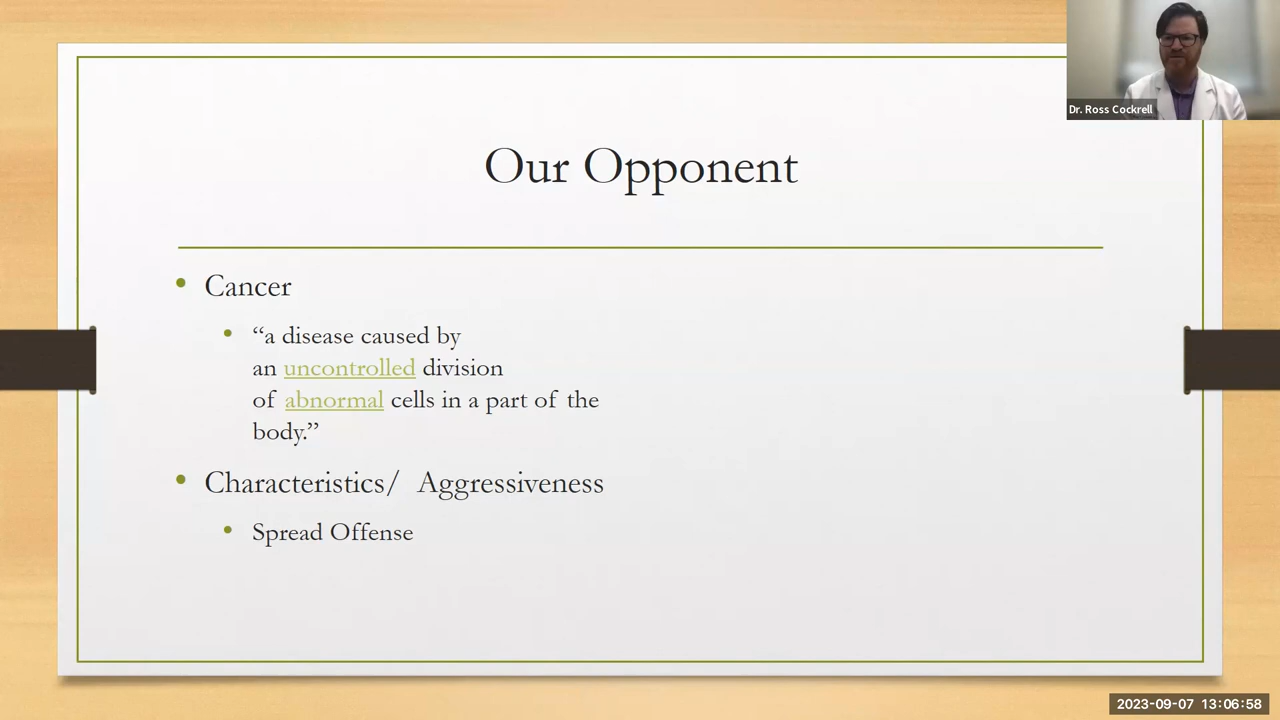 Dr. Ross Cockrell
Our Opponent
Cancer
“a disease caused by
an uncontrolled division
of abnormal cells in a part of the
body.”
Characteristics/ Aggressiveness
Spread Offense
2023-09-07 13:06:58